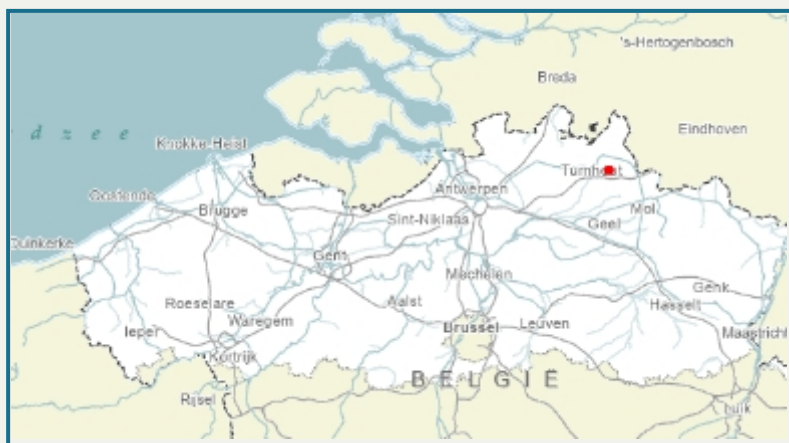 's-Hertogenbosch
Breda
Eindhoven
d z e e
Knokke-Heist
Turnhout
Oostende
Antwerpen
Brugge
Sint-Niklaas
Geel
Mol
Duinkerke
Gent
Mechelen
Genk
Roeselare
Aalst
Hasselt
Ieper
Waregem
Brussel
Leuven
Maastricht
Kortrijk
BELGIË
Rijsel
Luik